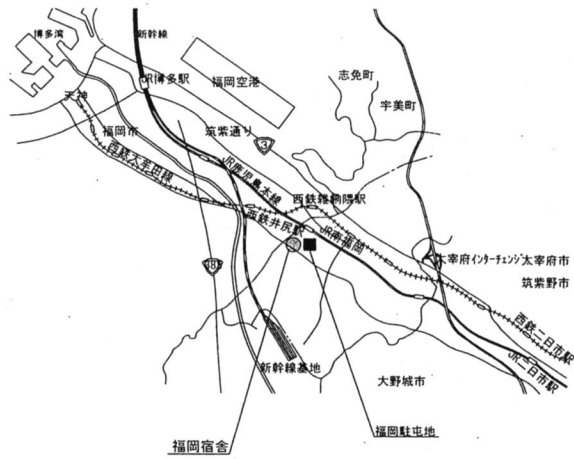 博多湾
新幹線
JR博多駅
福岡空港
志免町
天神
宇美町
福岡市
筑紫通り
3
西鉄大牟田線
JR鹿児島本線
西鉄雑餉隈駅
西鉄井尻駅
JR南福岡
太宰府インターチェンジ
太宰府市
筑紫野市
西鉄二日市駅
JR二日市駅
新幹線基地
大野城市
福岡宿舎
福岡駐屯地